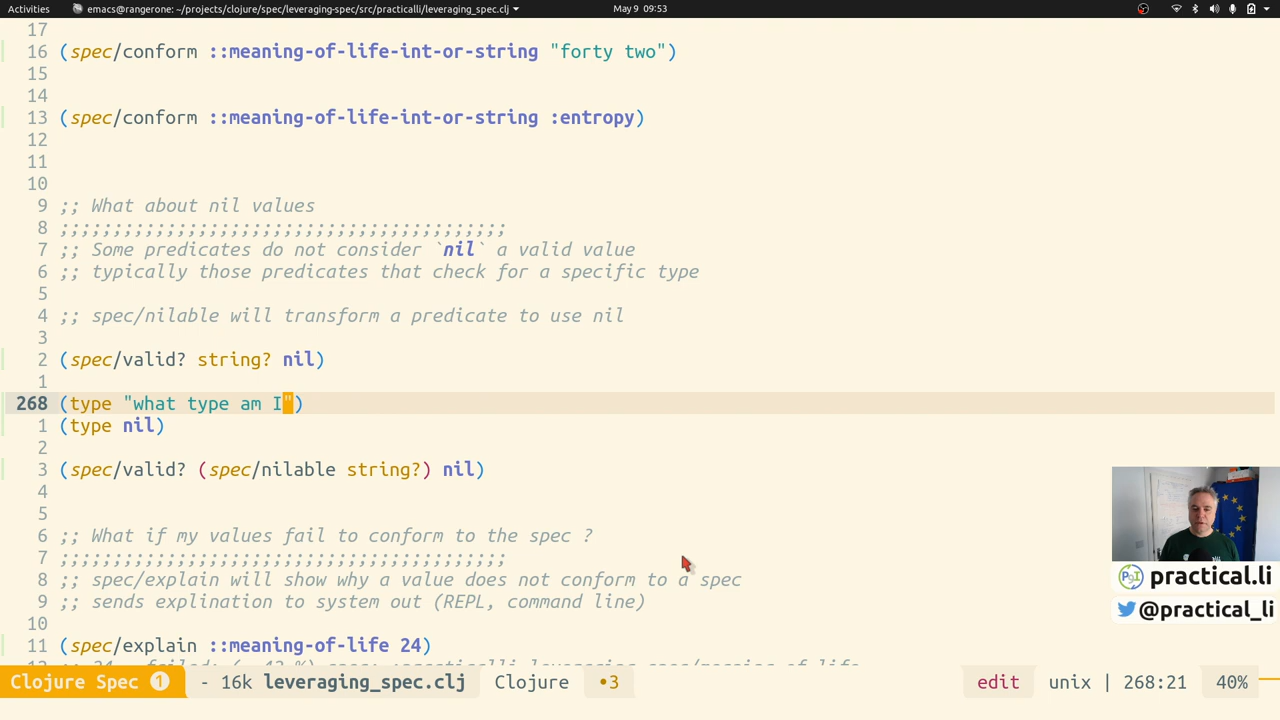 Activities emacs@rangerone: ~/projects/clojure/spec/leveraging-spec/src/practicalli/leveraging_spec.clj May 9 09:53
17
16 (spec/conform ::meaning-of-life-int-or-string "forty two")
15
14
13 (spec/conform ::meaning-of-life-int-or-string :entropy)
12
11
10
9 ;; What about nil values
8 ;;;;;;;;;;;;;;;;;;;;;;;;;;;;;;;;;;;;;;;;;;
7 ;; Some predicates do not consider `nil` a valid value
6 ;; typically those predicates that check for a specific type
5
4 ;; spec/nilable will transform a predicate to use nil
3
2 (spec/valid? string? nil)
1
268 (type "what type am I")
1 (type nil)
2
3 (spec/valid? (spec/nilable string?) nil)
4
5
6 ;; What if my values fail to conform to the spec ?
7 ;;;;;;;;;;;;;;;;;;;;;;;;;;;;;;;;;;;;;;;;;;
8 ;; spec/explain will show why a value does not conform to a spec
9 ;; sends explination to system out (REPL, command line)
10
11 (spec/explain ::meaning-of-life 24)
practical.li
@practical_li
Clojure Spec 1 - 16k leveraging_spec.clj Clojure •3 edit unix | 268:21 40%